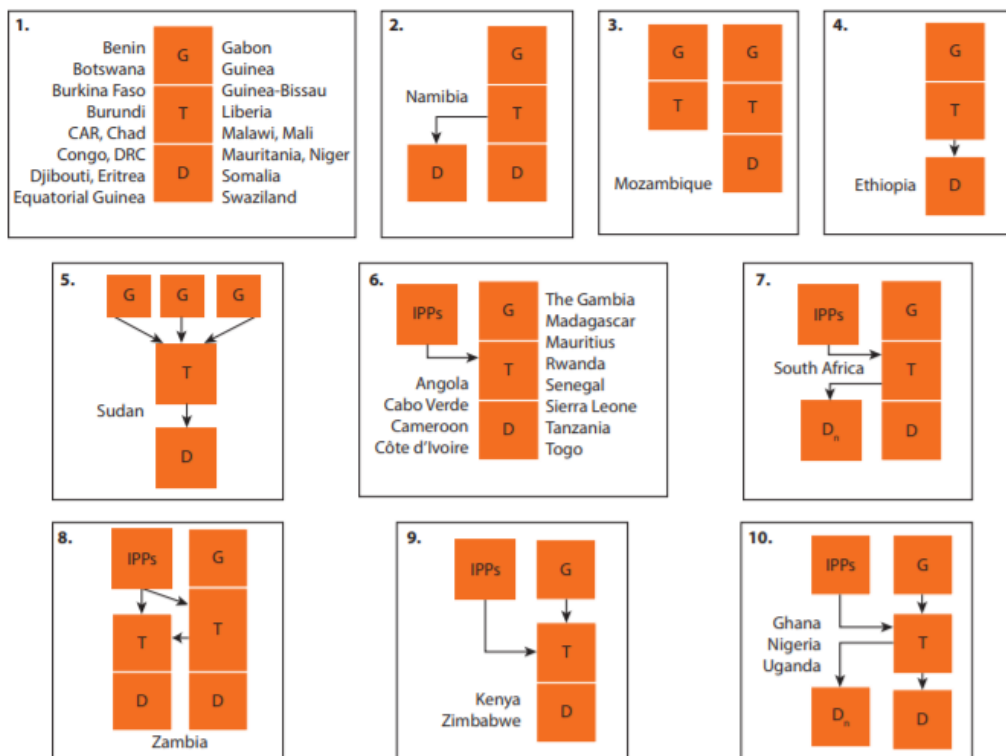 1.
Benin
Botswana
Burkina Faso
Burundi
CAR, Chad
Congo, DRC
Djibouti, Eritrea
Equatorial Guinea
G
T
D
Gabon
Guinea
Guinea-Bissau
Liberia
Malawi, Mali
Mauritania, Niger
Somalia
Swaziland
2.
Namibia
G
T
D
D
3.
G
G
T
T
D
Mozambique
4.
G
T
D
Ethiopia
5.
G
G
G
T
Sudan
D
6.
IPPs
G
T
D
Angola
Cabo Verde
Cameroon
Côte d'Ivoire
The Gambia
Madagascar
Mauritius
Rwanda
Senegal
Sierra Leone
Tanzania
Togo
7.
IPPs
G
South Africa
T
Dn
D
8.
IPPs
G
T
T
D
D
Zambia
9.
IPPs
G
T
D
Kenya
Zimbabwe
10.
IPPs
G
Ghana
Nigeria
Uganda
T
Dn
D